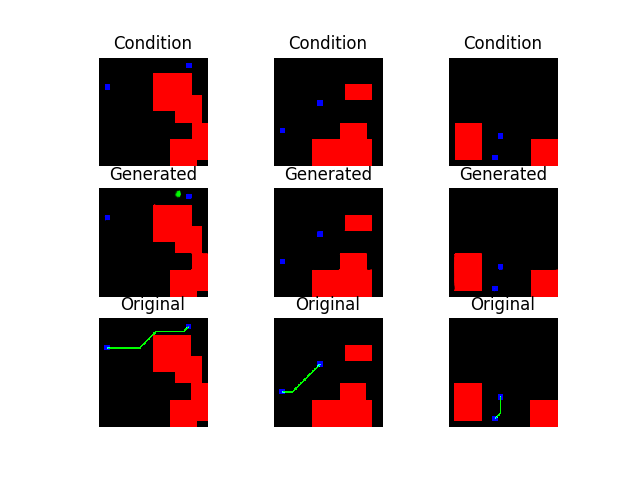 Condition Condition Condition
Generated Generated Generated
Original Original Original